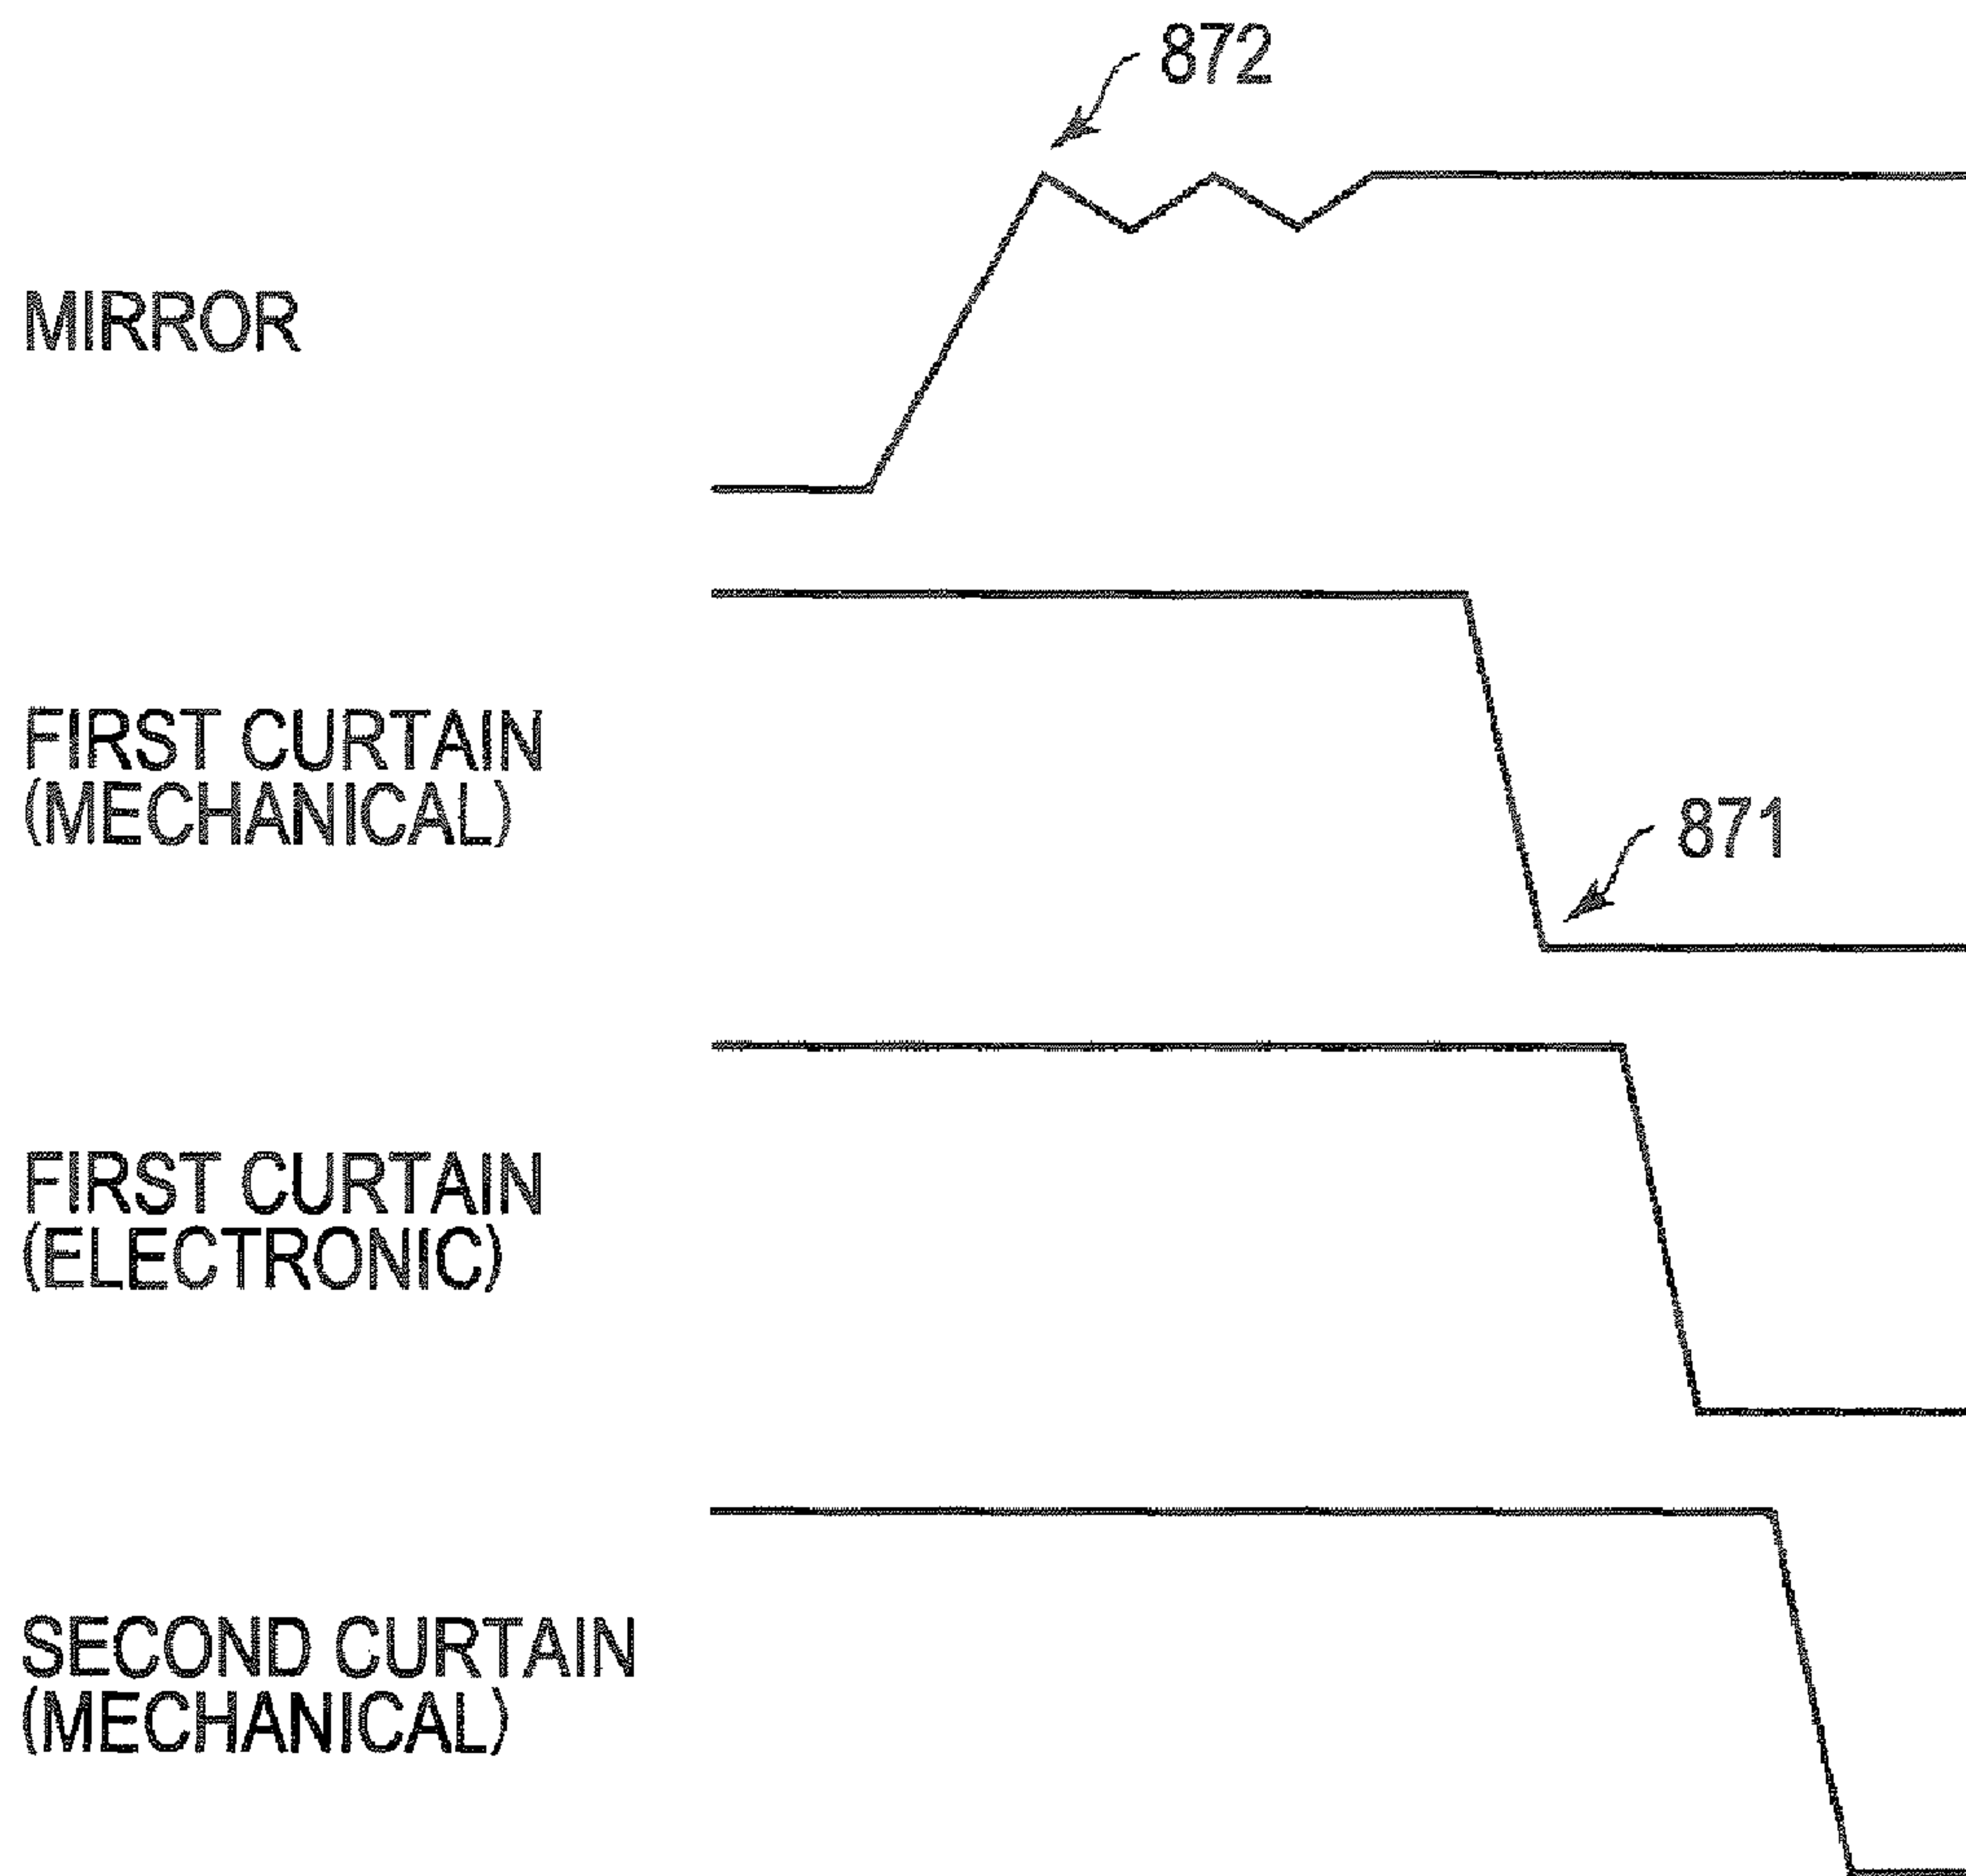 872
MIRROR
FIRST CURTAIN
(MECHANICAL)
871
FIRST CURTAIN
(ELECTRONIC)
SECOND CURTAIN
(MECHANICAL)